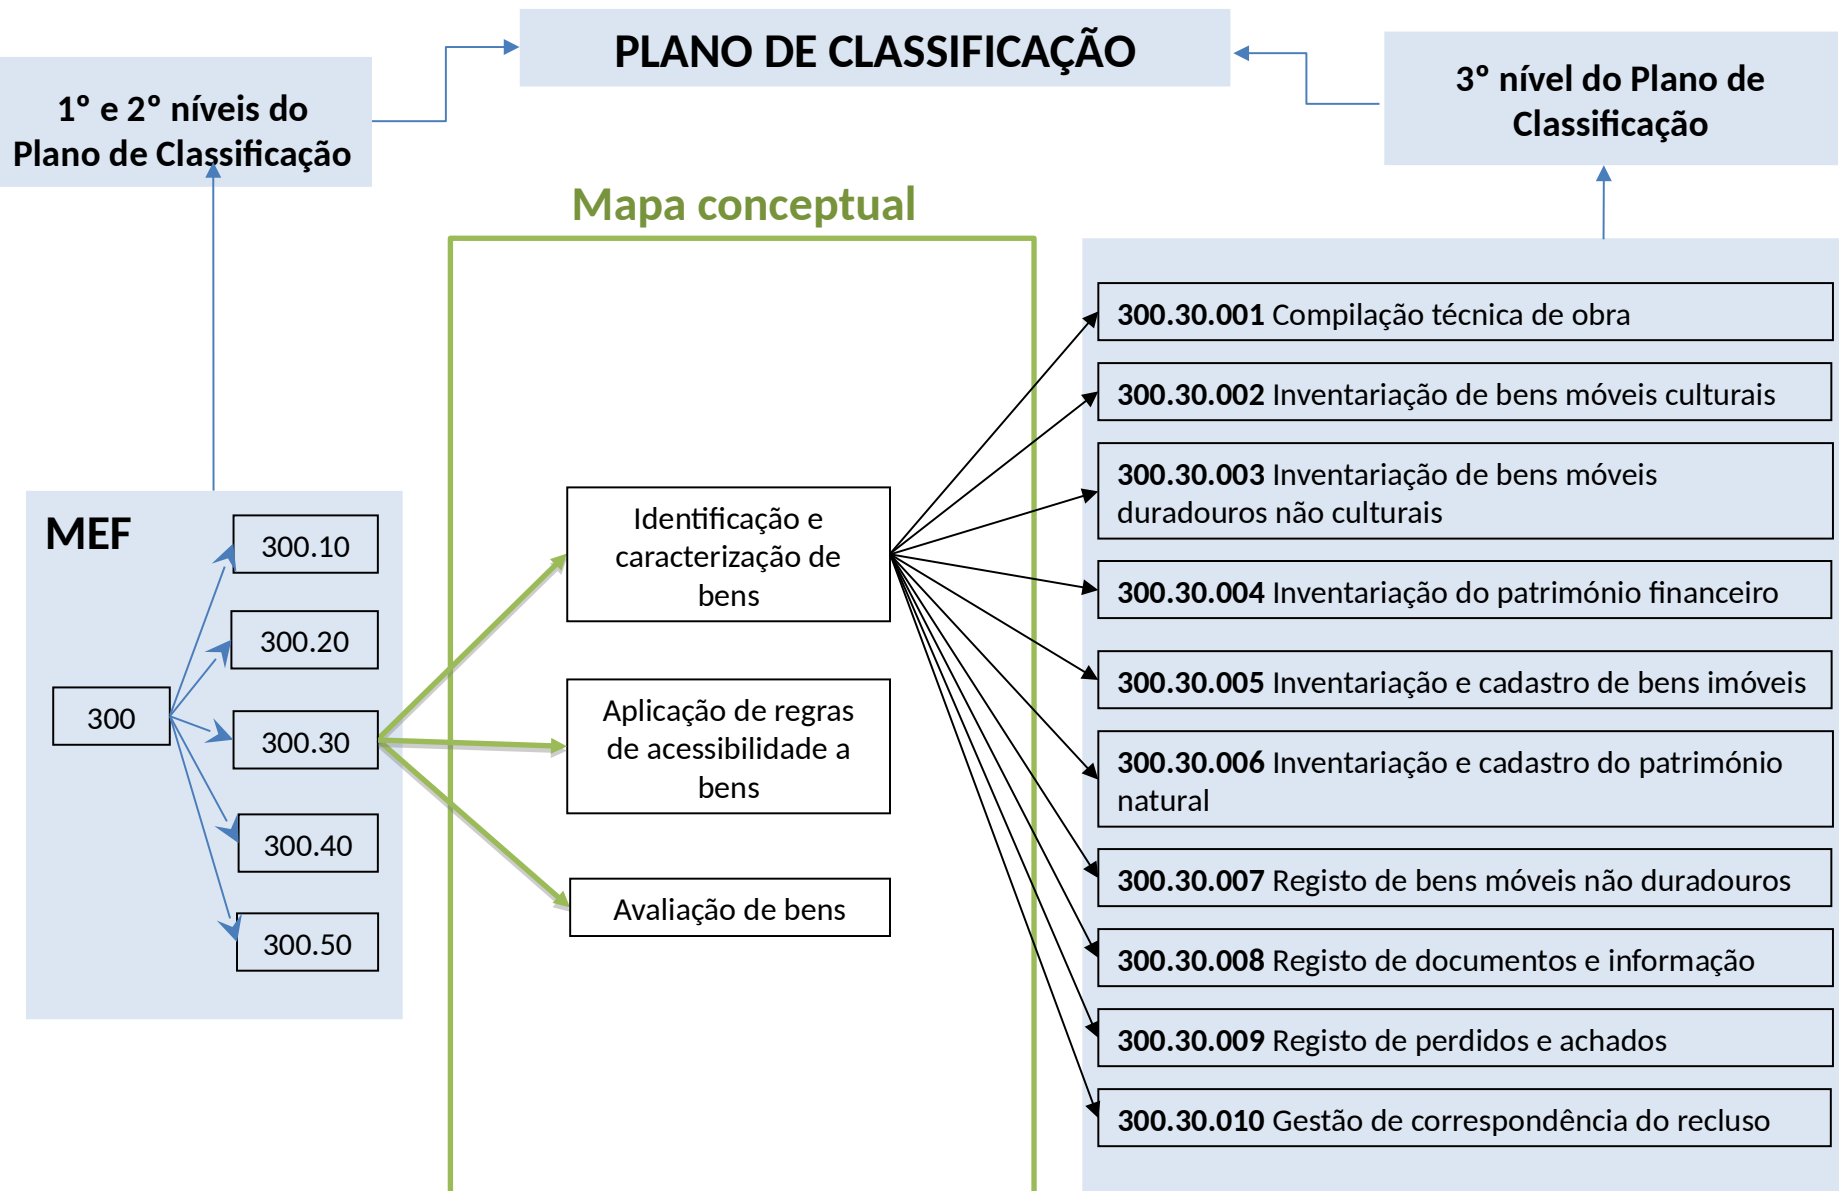 PLANO DE CLASSIFICAÇÃO
1º e 2º níveis do
Plano de Classificação
3º nível do Plano de
Classificação
Mapa conceptual
MEF
300
300.10
300.20
300.30
300.40
300.50
Identificação e
caracterização de
bens
Aplicação de regras
de acessibilidade a
bens
Avaliação de bens
300.30.001 Compilação técnica de obra
300.30.002 Inventariação de bens móveis culturais
300.30.003 Inventariação de bens móveis
duradouros não culturais
300.30.004 Inventariação do património financeiro
300.30.005 Inventariação e cadastro de bens imóveis
300.30.006 Inventariação e cadastro do património
natural
300.30.007 Registo de bens móveis não duradouros
300.30.008 Registo de documentos e informação
300.30.009 Registo de perdidos e achados
300.30.010 Gestão de correspondência do recluso